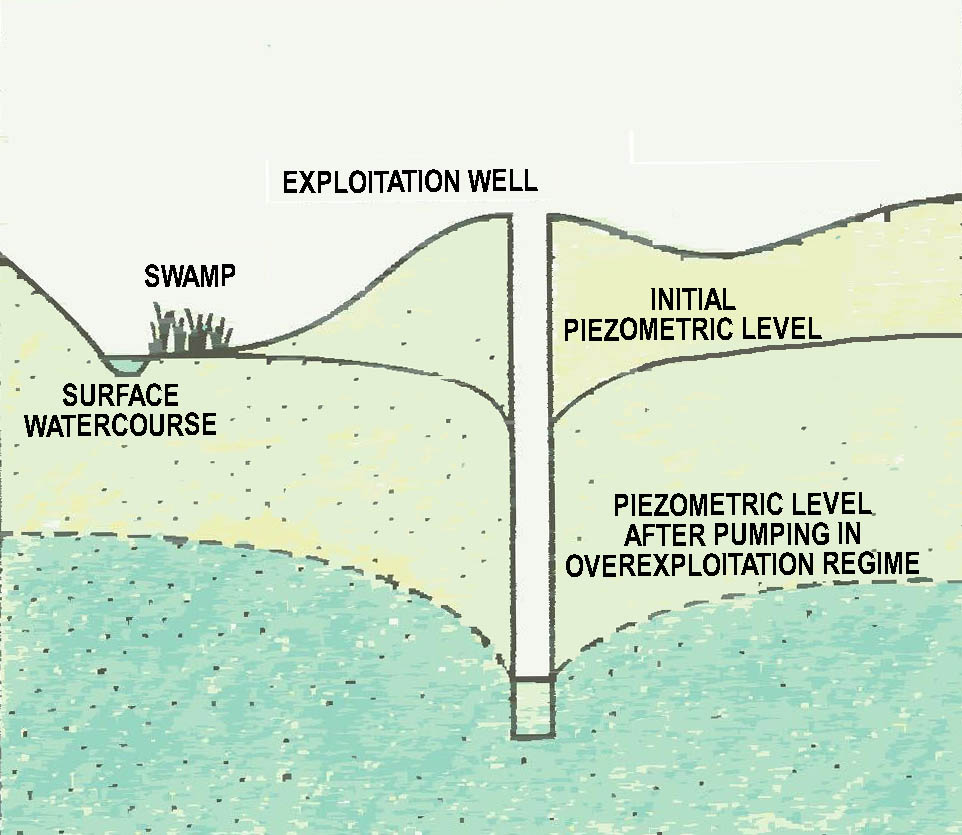 EXPLOITATION WELL
SWAMP
INITIAL
PIEZOMETRIC LEVEL
SURFACE
WATERCOURSE
PIEZOMETRIC LEVEL
AFTER PUMPING IN
OVEREXPLOITATION REGIME